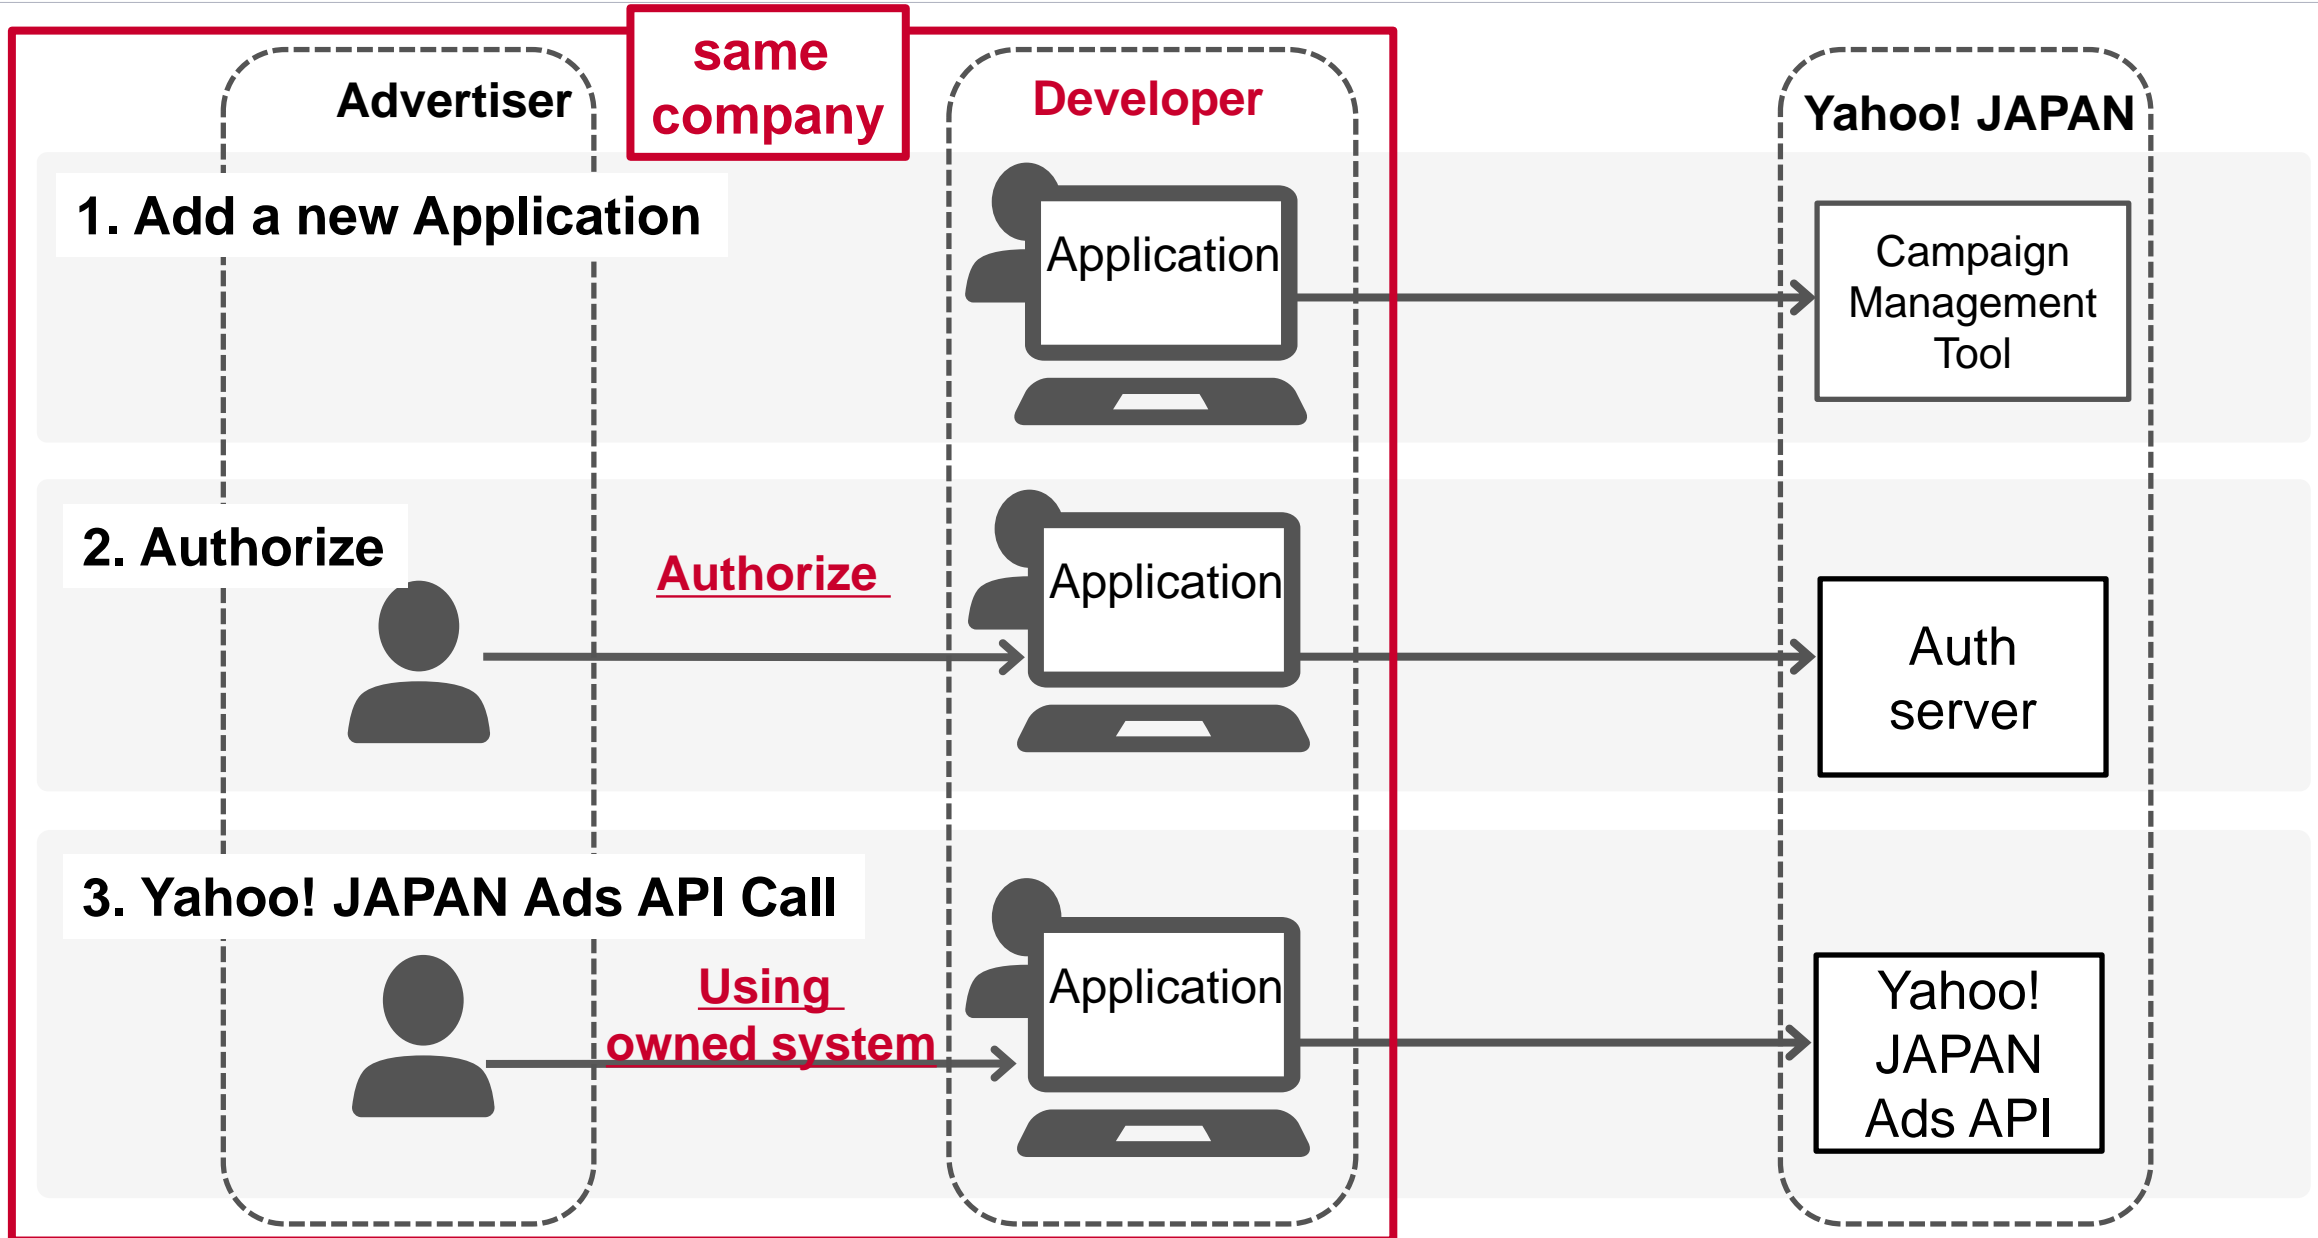 same
company
Advertiser
Developer
Yahoo! JAPAN
1. Add a new Application
Application
Campaign
Management
Tool
2. Authorize
Authorize
Application
Auth
server
3. Yahoo! JAPAN Ads API Call
Using
owned system
Application
Yahoo!
JAPAN
Ads API